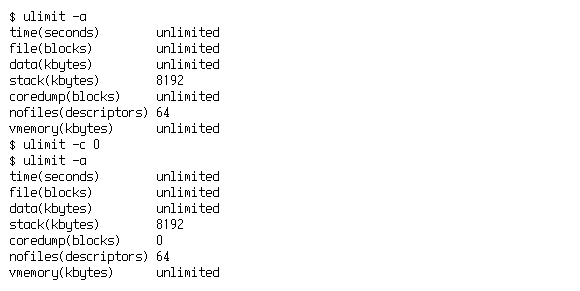 $ ulimit -a
time(seconds)        unlimited
file(blocks)         unlimited
data(kbytes)         unlimited
stack(kbytes)        8192
coredump(blocks)     unlimited
nofiles(descriptors) 64
vmemory(kbytes)      unlimited
$ ulimit -c 0
$ ulimit -a
time(seconds)        unlimited
file(blocks)         unlimited
data(kbytes)         unlimited
stack(kbytes)        8192
coredump(blocks)     0
nofiles(descriptors) 64
vmemory(kbytes)      unlimited